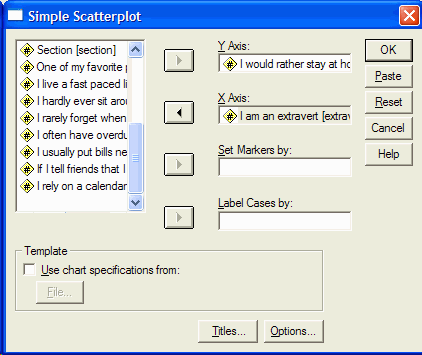 Simple Scatterplot
Section [section]
One of my favorite p
I live a fast paced li
I hardly ever sit arou
I rarely forget when
I often have overdu
I usually put bills ne
If I tell friends that I
I rely on a calendar
Y Axis:
I would rather stay at ho
X Axis:
I am an extravert [extrav
Set Markers by:
Label Cases by:
OK
Paste
Reset
Cancel
Help
Template
Use chart specifications from:
File...
Titles...
Options...